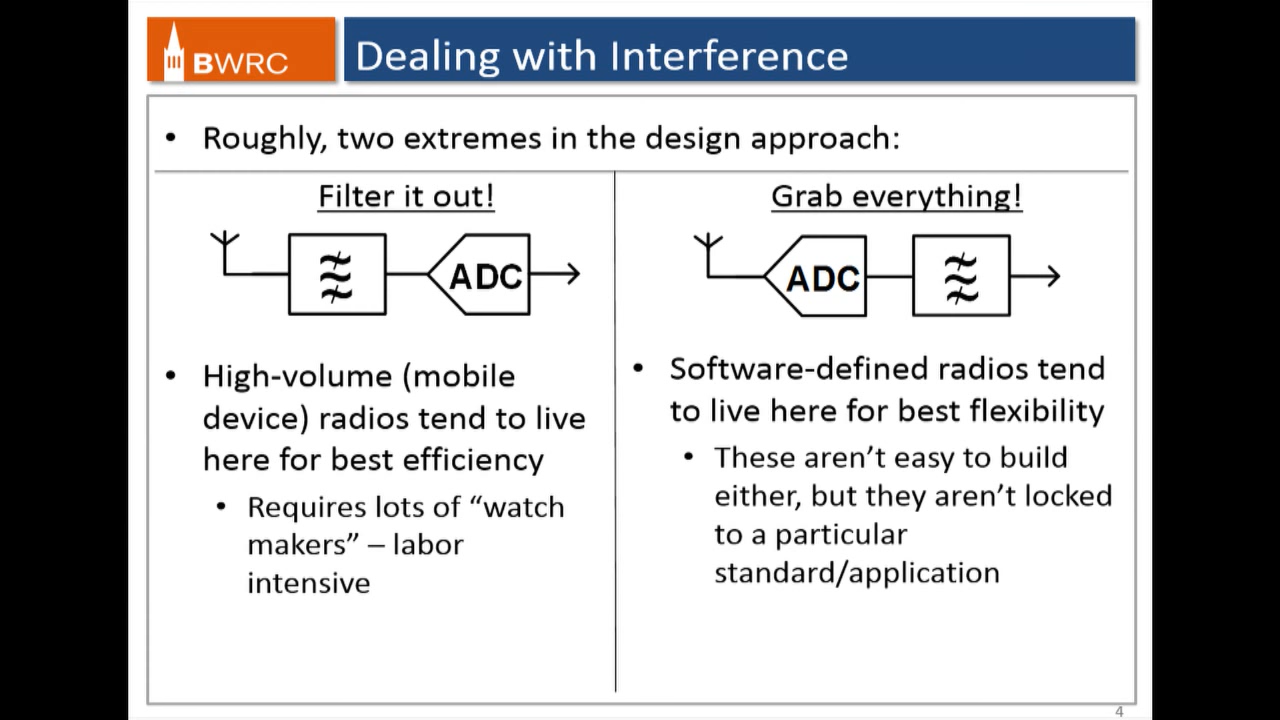 BWRC
Dealing with Interference
• Roughly, two extremes in the design approach:
Filter it out!
ADC
• High-volume (mobile
device) radios tend to live
here for best efficiency
• Requires lots of “watch
makers” – labor
intensive
Grab everything!
ADC
• Software-defined radios tend
to live here for best flexibility
• These aren’t easy to build
either, but they aren’t locked
to a particular
standard/application
4